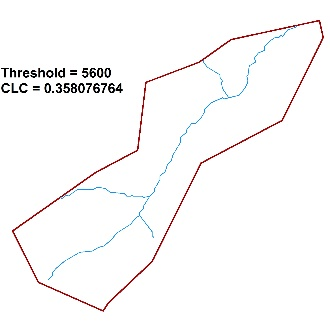 Threshold = 5600
CLC = 0.358076764